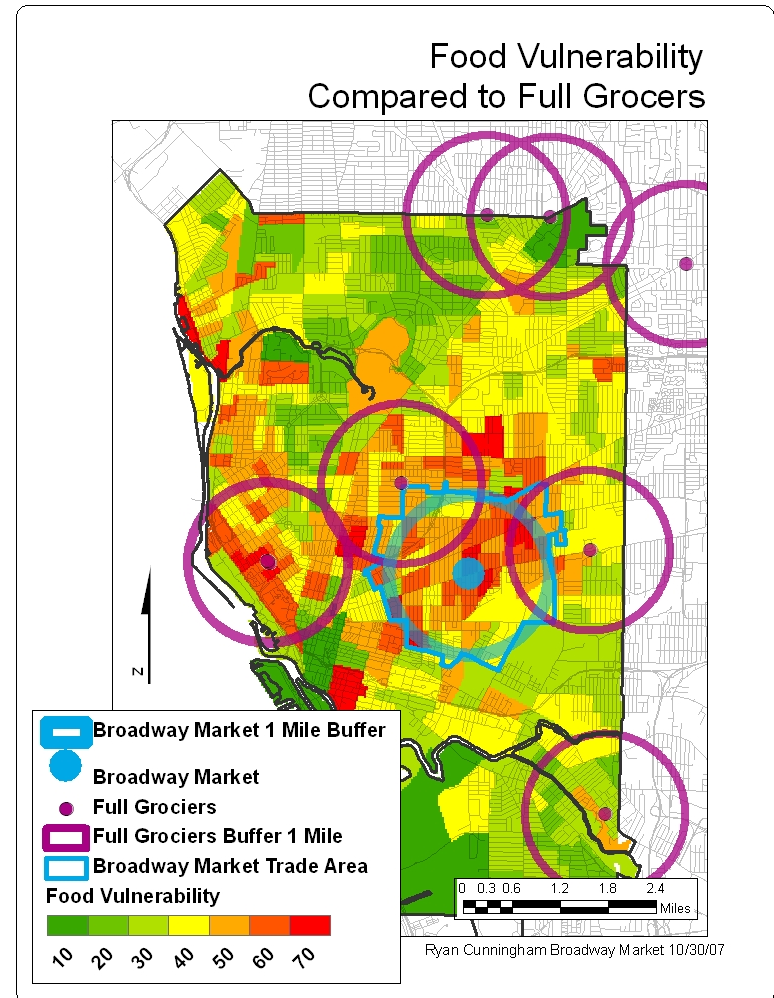 Food Vulnerability
Compared to Full Grocers
N
Broadway Market 1 Mile Buffer
Broadway Market
Full Grociers
Full Grociers Buffer 1 Mile
Broadway Market Trade Area
Food Vulnerability
10 20 30 40 50 60 70
0 0.3 0.6 1.2 1.8 2.4
Miles
Ryan Cunningham Broadway Market 10/30/07